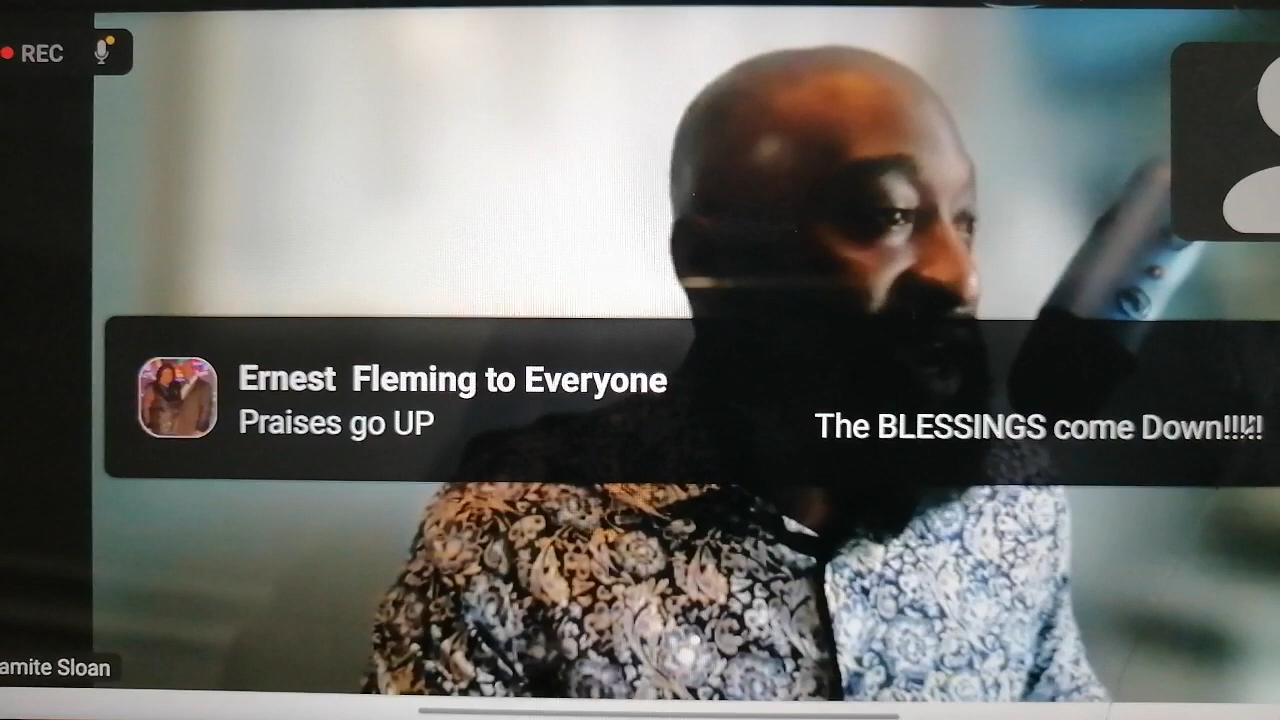 REC
Ernest Fleming to Everyone
Praises go UP The BLESSINGS come Down!!!!!
amite Sloan